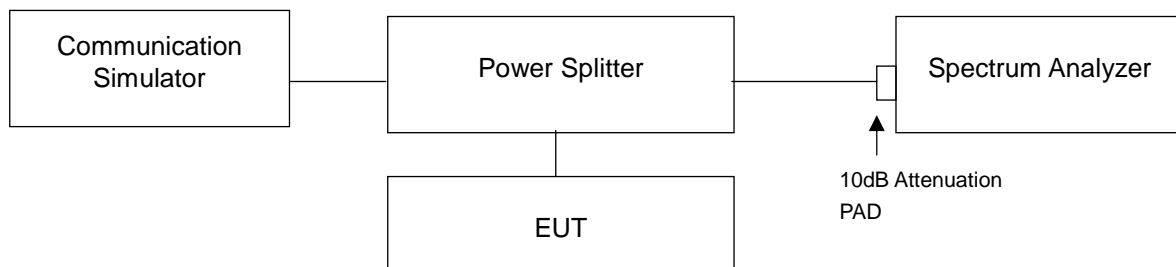 Communication
Simulator
Power Splitter
Spectrum Analyzer
10dB Attenuation
PAD
EUT